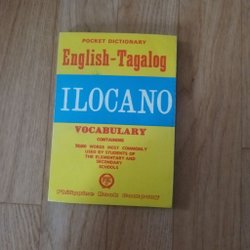 POCKET DICTIONARY
English-Tagalog
ILOCANO
VOCABULARY
CONTAINING
WORDS MOST COMMONLY
USED BY STUDENTS OF
THE ELEMENTARY AND
SECONDARY
SCHOOLS
Philippine Book Company